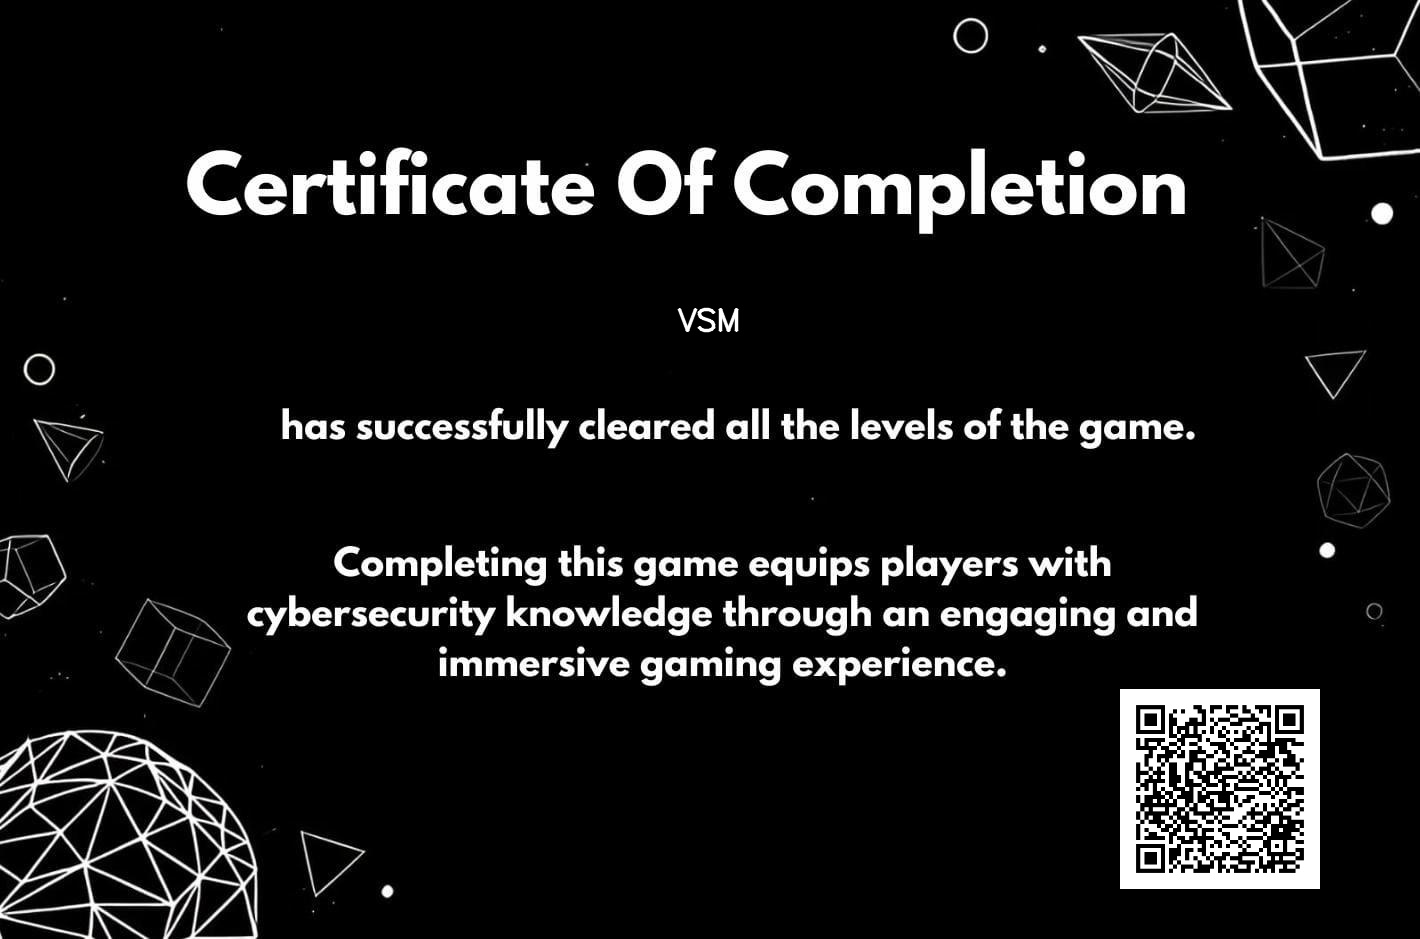 Certificate Of Completion
VSM
has successfully cleared all the levels of the game.
Completing this game equips players with
cybersecurity knowledge through an engaging and
immersive gaming experience.